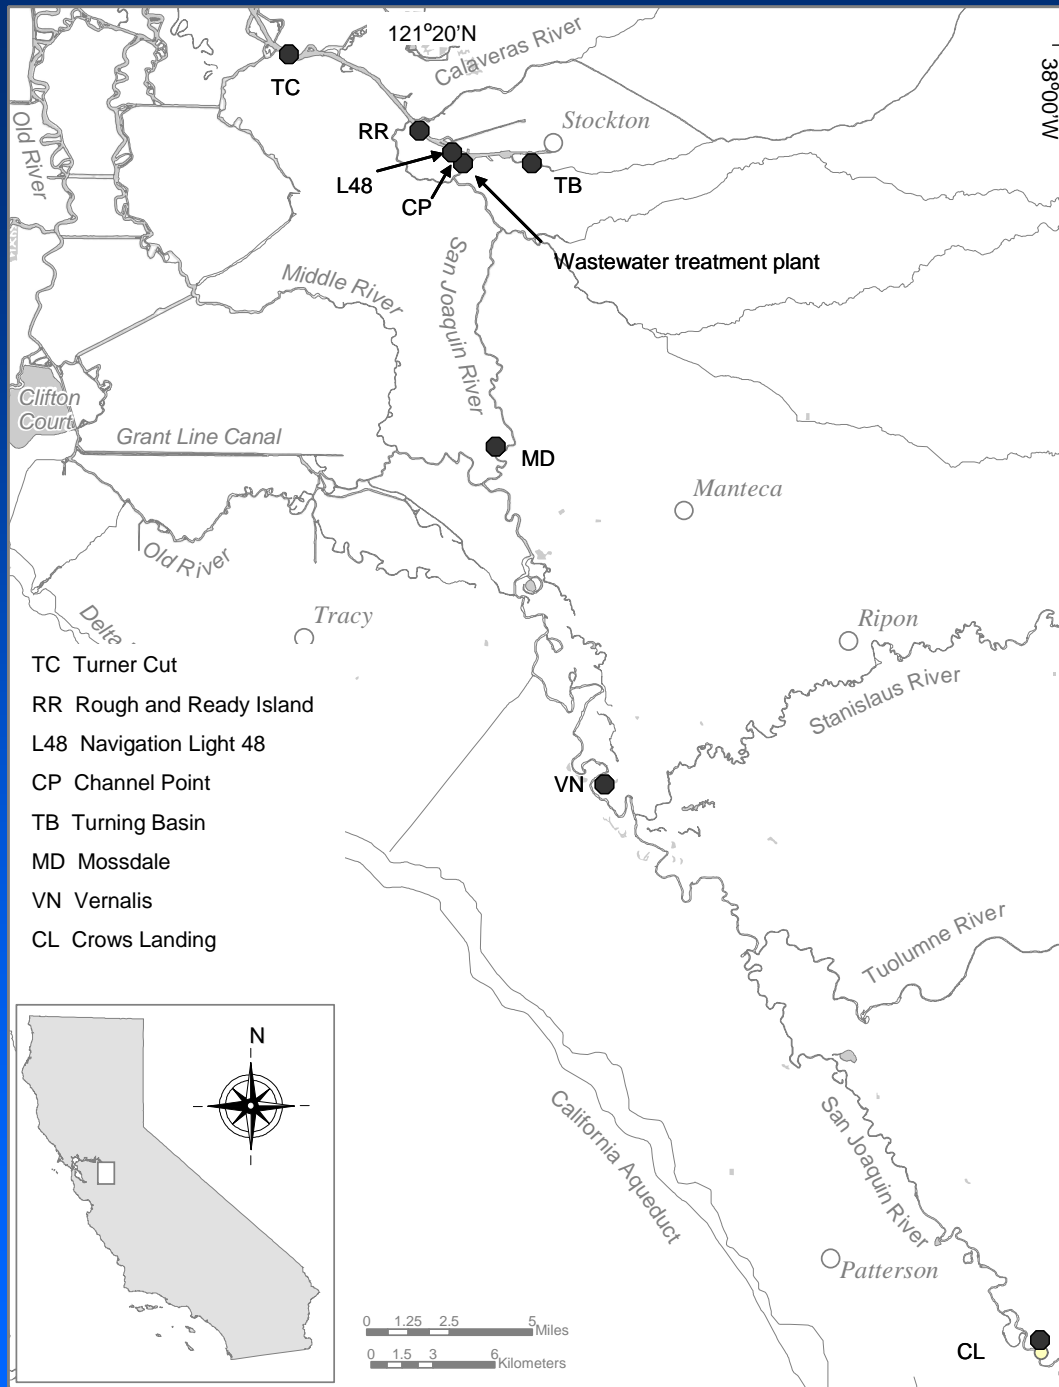 121°20'N
Calaveras River
38°00'W
TC
Old River
RR
Stockton
L48
TB
CP
Wastewater treatment plant
San Joaquin River
Middle River
Clifton
Court
Grant Line Canal
MD
Manteca
Old River
Delta
Tracy
Ripon
Stanislaus River
TC Turner Cut
RR Rough and Ready Island
L48 Navigation Light 48
CP Channel Point
TB Turning Basin
MD Mossdale
VN Vernalis
CL Crows Landing
VN
Tuolumne River
N
California Aqueduct
San Joaquin River
Patterson
0 1.25 2.5 5
Miles
0 1.5 3 6
Kilometers
CL